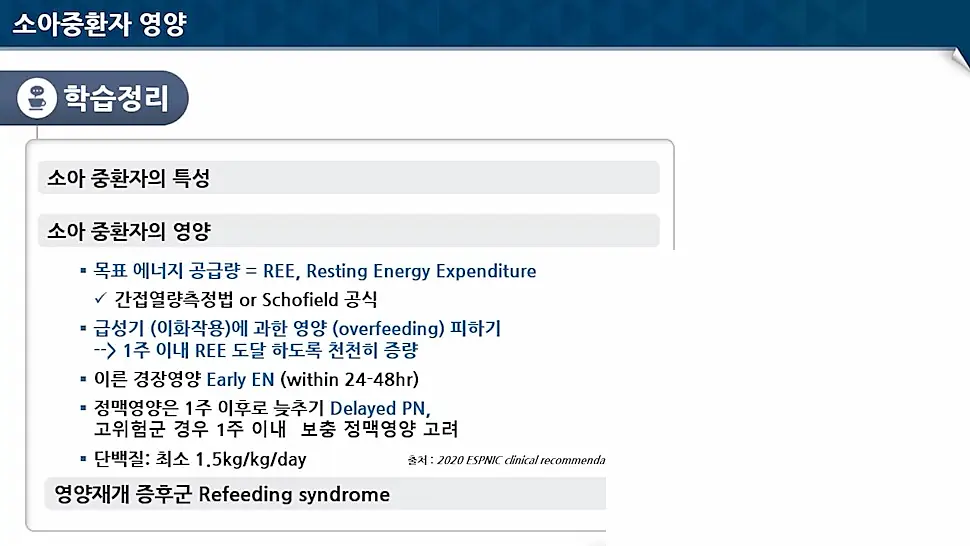 소아중환자 영양
학습정리
소아 중환자의 특성
소아 중환자의 영양
▪ 목표 에너지 공급량 = REE, Resting Energy Expenditure
✓ 간접열량측정법 or Schofield 공식
▪ 급성기 (이화작용)에 과한 영양 (overfeeding) 피하기
--> 1주 이내 REE 도달 하도록 천천히 증량
▪ 이른 경장영양 Early EN (within 24-48hr)
▪ 정맥영양은 1주 이후로 늦추기 Delayed PN,
고위험군 경우 1주 이내 보충 정맥영양 고려
▪ 단백질: 최소 1.5kg/kg/day
출처 : 2020 ESPNIC clinical recommenda
영양재개 증후군 Refeeding syndrome